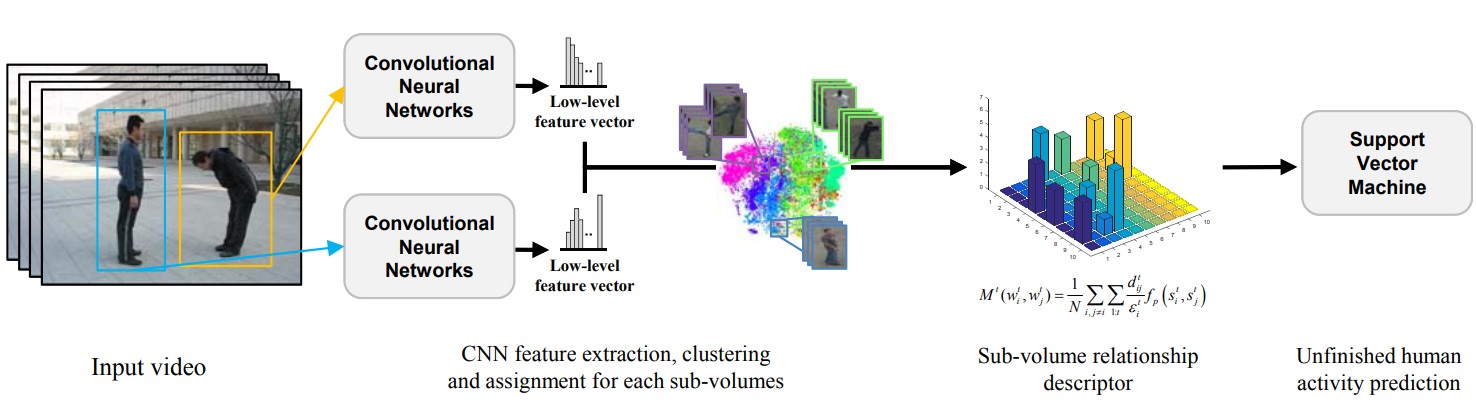 Convolutional
Neural
Networks
Low-level
feature vector
Convolutional
Neural
Networks
Low-level
feature vector
7
6
5
4
3
2
1
0
1
2
3
4
5
6
7
8
9
10
1
2
3
4
5
6
7
8
9
10
M^t(w_i^t, w_j^t) = \frac{1}{N} \sum_{i,j≠i} \sum_{1:t} \frac{d_{ij}^t}{ε_i^t} f_p(s_i^t, s_j^t)
Support
Vector
Machine
Input video
CNN feature extraction, clustering
and assignment for each sub-volumes
Sub-volume relationship
descriptor
Unfinished human
activity prediction